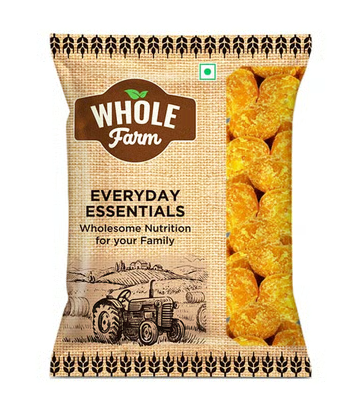 WHOLE
Farm
EVERYDAY
ESSENTIALS
Wholesome Nutrition
for your Family